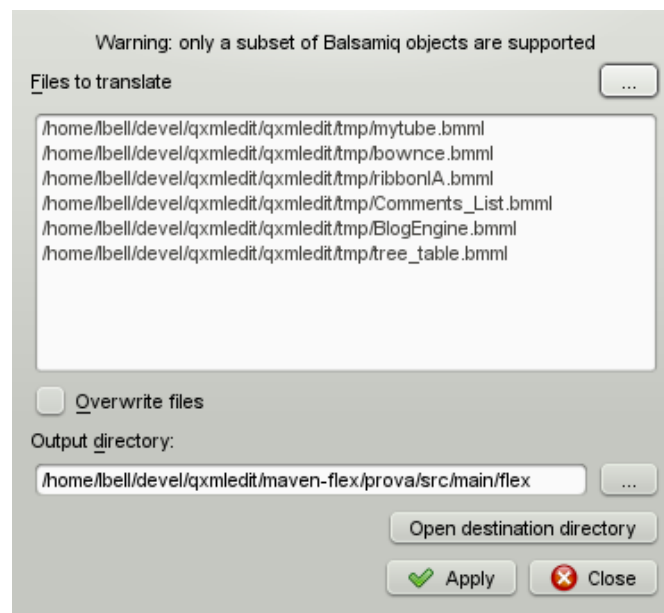 Warning: only a subset of Balsamiq objects are supported
Files to translate
...
/home/lbell/devel/qxmledit/qxmledit/tmp/mytube.bmml
/home/lbell/devel/qxmledit/qxmledit/tmp/bownce.bmml
/home/lbell/devel/qxmledit/qxmledit/tmp/ribbonIA.bmml
/home/lbell/devel/qxmledit/qxmledit/tmp/Comments_List.bmml
/home/lbell/devel/qxmledit/qxmledit/tmp/BlogEngine.bmml
/home/lbell/devel/qxmledit/qxmledit/tmp/tree_table.bmml
Overwrite files
Output directory:
/home/lbell/devel/qxmledit/maven-flex/prova/src/main/flex
...
Open destination directory
Apply
Close